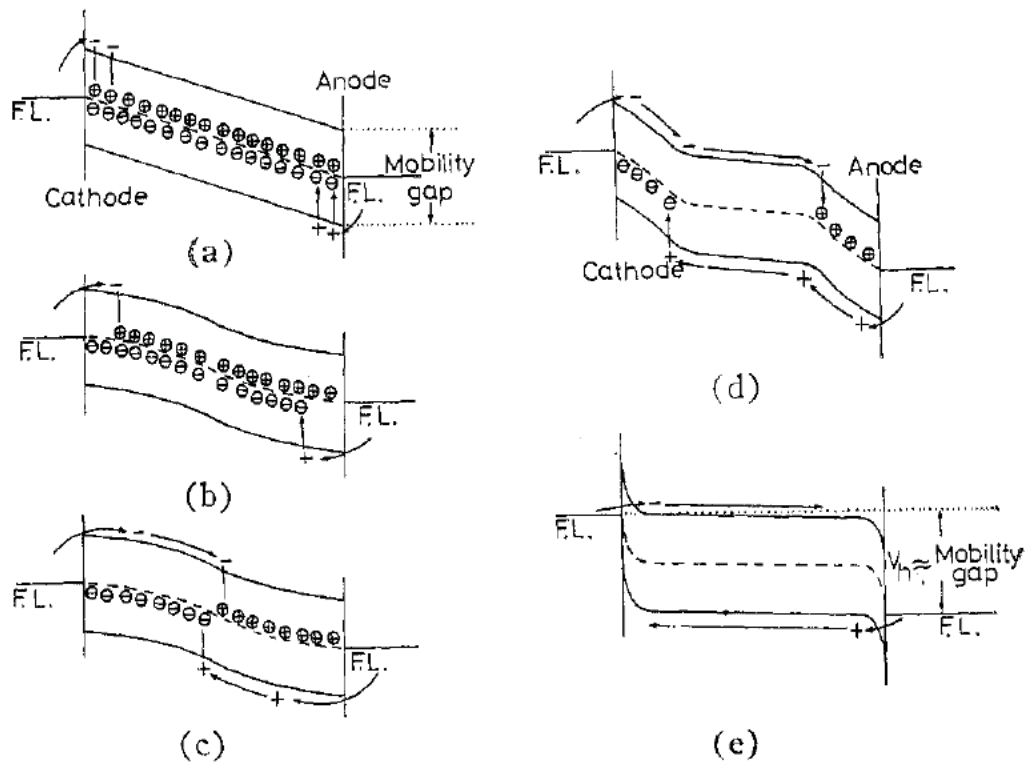 Anode
F.L.
Mobility
gap
F.L.
Cathode
(a)
F.L.
F.L.
(b)
F.L.
F.L.
(c)
Anode
F.L.
Cathode
F.L.
(d)
F.L.
Vh ≈ Mobility
gap
F.L.
(e)